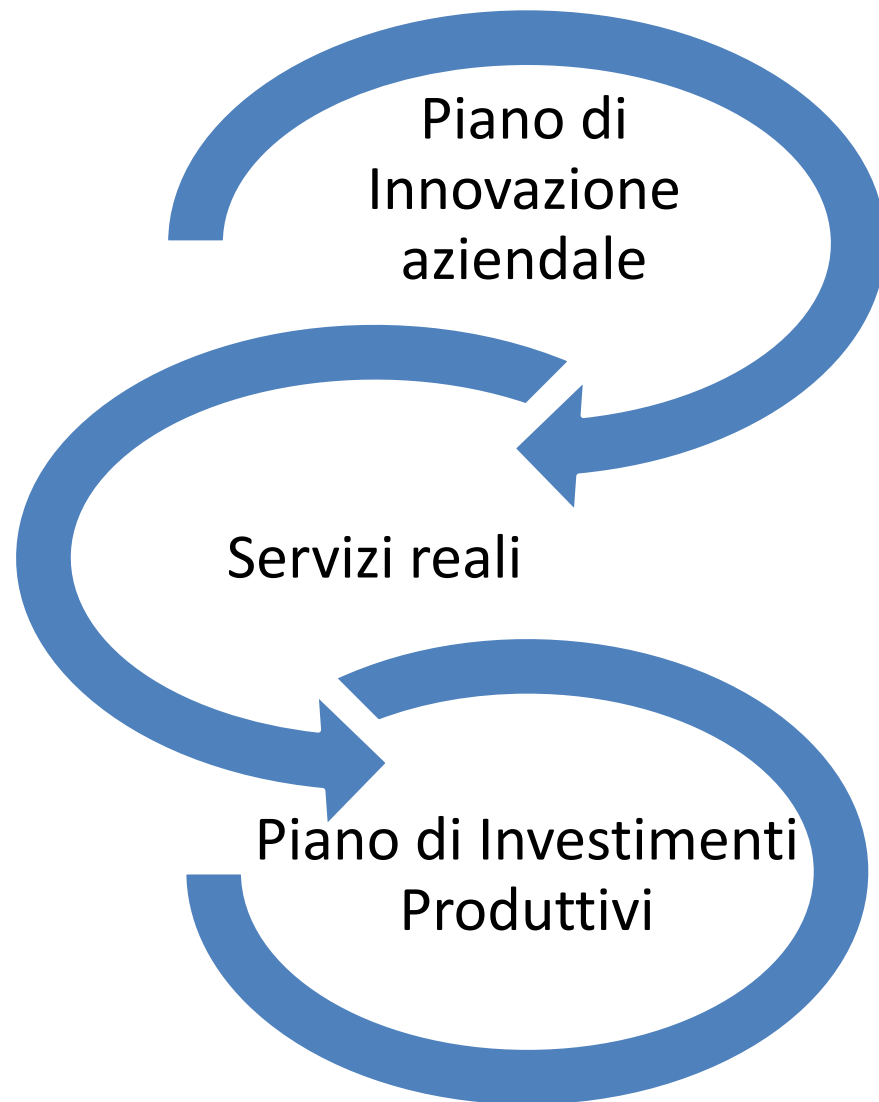 Piano di
Innovazione
aziendale
Servizi reali
Piano di Investimenti
Produttivi